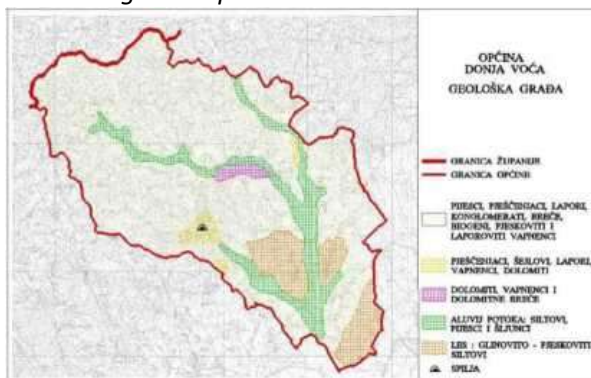 OPĆINA
DONJA VOĆA
GEOLOŠKA GRAĐA
GRANICA ŽUPANIJE
GRANICA OPĆINE
PIJESCI, PJEŠČENJACI, LAPORI,
KONGLOMERATI, BREČE,
BIOGENI, PJESKOVITI I
LAPOROVITI VAPNENCI
PJEŠČENJACI, ŠEJLOVI, LAPORI,
VAPNENCI, DOLOMITI
DOLOMITI, VAPNENCI I
DOLOMITNE BREČE
ALUVIJ POTOKA: SILTOVI,
PIJESCI I ŠLJUNCI
LES : GLINOVITO - PJESKOVITI
SILTOVI
SPILJA